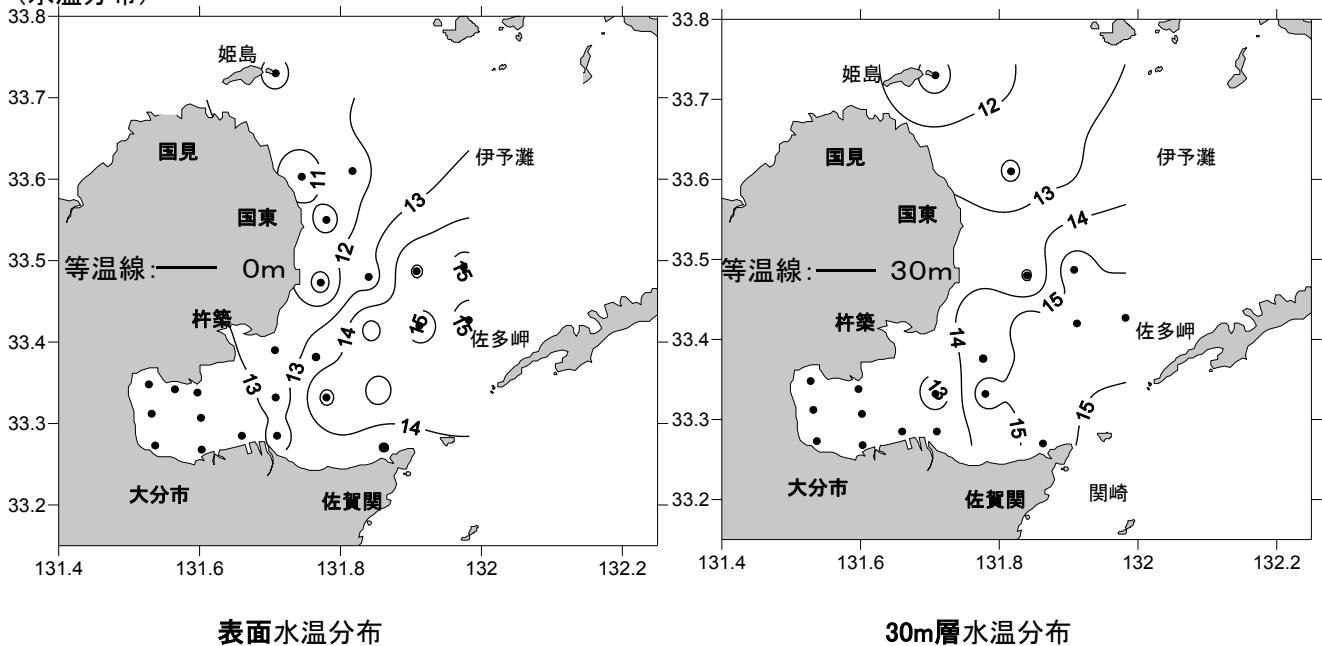 (水温分布)
33.8
33.7
33.6
33.5
33.4
33.3
33.2
131.4
131.6
131.8
132
132.2
姫島
国見
国東
杵築
大分市
佐賀関
伊予灘
佐多岬
等温線: 0m
11
12
13
14
13
13
14
15
15
15
表面水温分布
33.8
33.7
33.6
33.5
33.4
33.3
33.2
131.4
131.6
131.8
132
132.2
姫島
国見
国東
杵築
大分市
佐賀関
関崎
伊予灘
佐多岬
等温線: 30m
12
13
14
15
14
13
15
15
30m層水温分布